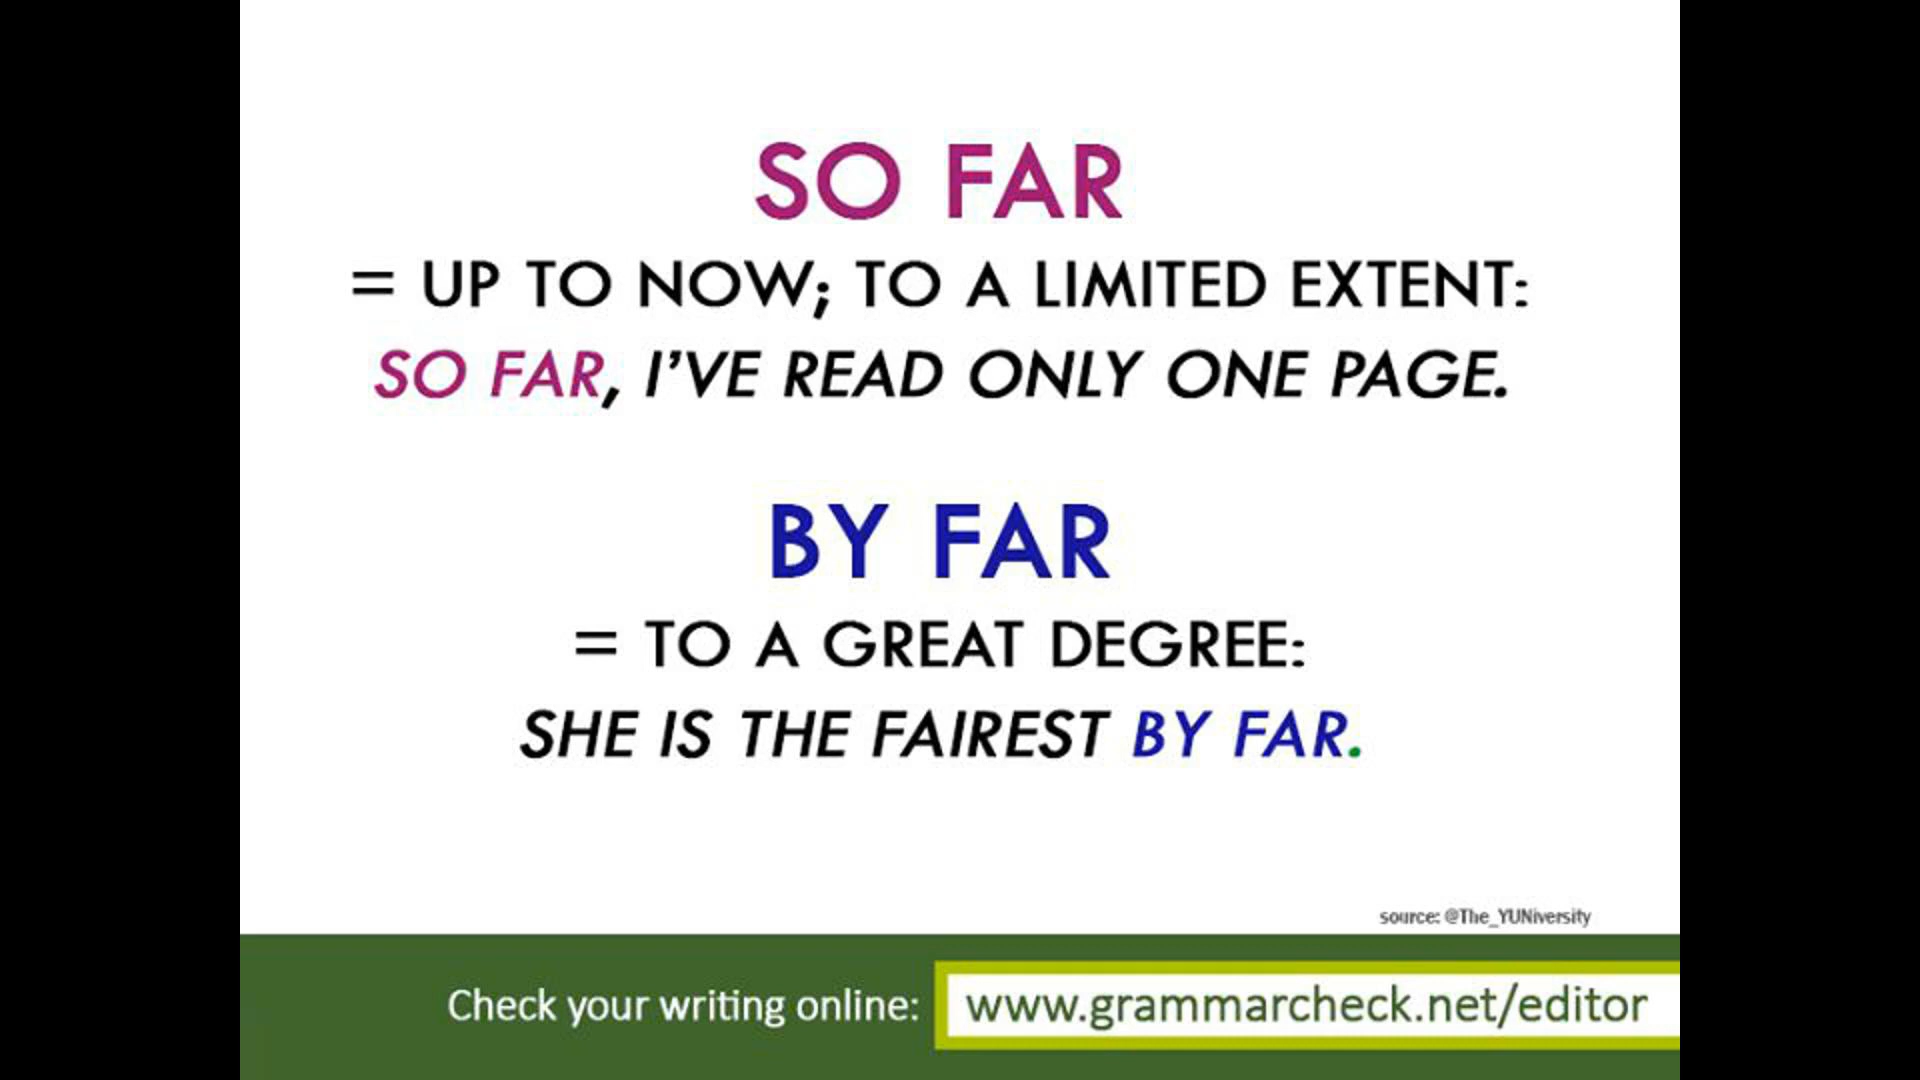 SO FAR
= UP TO NOW; TO A LIMITED EXTENT:
SO FAR, I'VE READ ONLY ONE PAGE.
BY FAR
= TO A GREAT DEGREE:
SHE IS THE FAIREST BY FAR.
source: @The_YUNiversity
Check your writing online: www.grammarcheck.net/editor